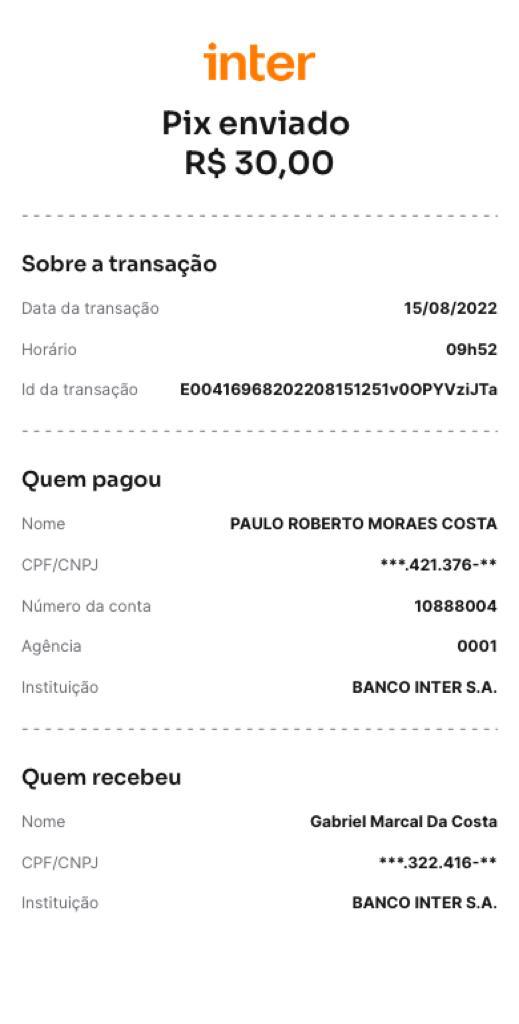 inter
Pix enviado
R$ 30,00
Sobre a transação
Data da transação 15/08/2022
Horário 09h52
Id da transação E00416968202208151251v0OPYVziJTa
Quem pagou
Nome PAULO ROBERTO MORAES COSTA
CPF/CNPJ ***.421.376-**
Número da conta 10888004
Agência 0001
Instituição BANCO INTER S.A.
Quem recebeu
Nome Gabriel Marcal Da Costa
CPF/CNPJ ***.322.416-**
Instituição BANCO INTER S.A.